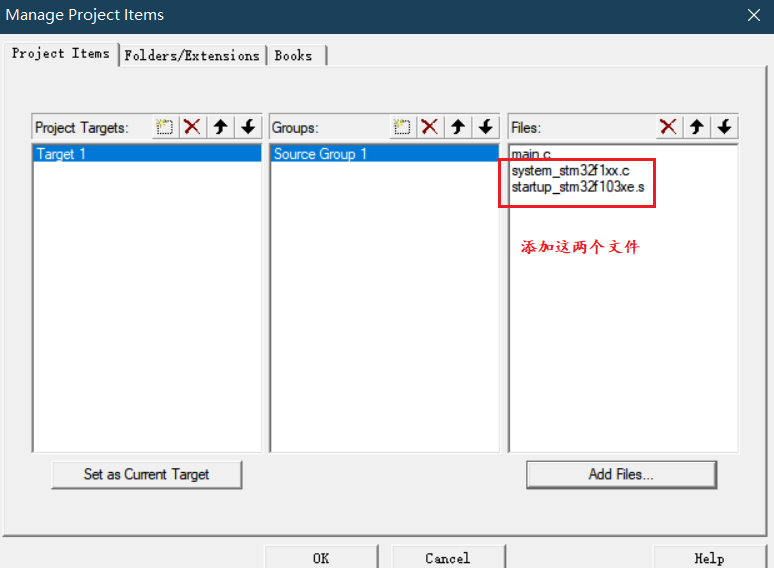 Manage Project Items
Project Items Folders/Extensions Books
Project Targets: Groups: Files:
Target 1 Source Group 1 main.c
system_stm32f1xx.c
startup_stm32f103xe.s
添加这两个文件
Set as Current Target Add Files...
OK Cancel Help